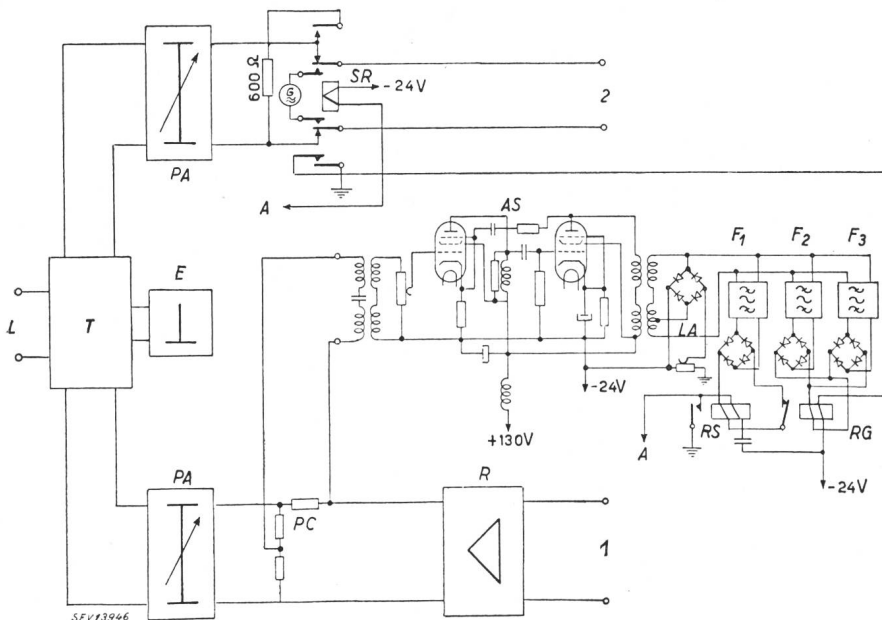 600 Ω
G
SR
-24V
2
PA
A
AS
F1
F2
F3
E
L
T
LA
-24V
+130V
A
RS
RG
-24V
PA
PC
R
1
SEV13946